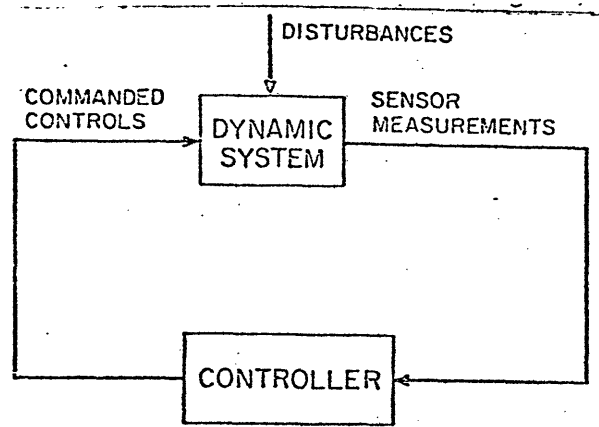 DISTURBANCES
COMMANDED
CONTROLS
DYNAMIC
SYSTEM
SENSOR
MEASUREMENTS
CONTROLLER